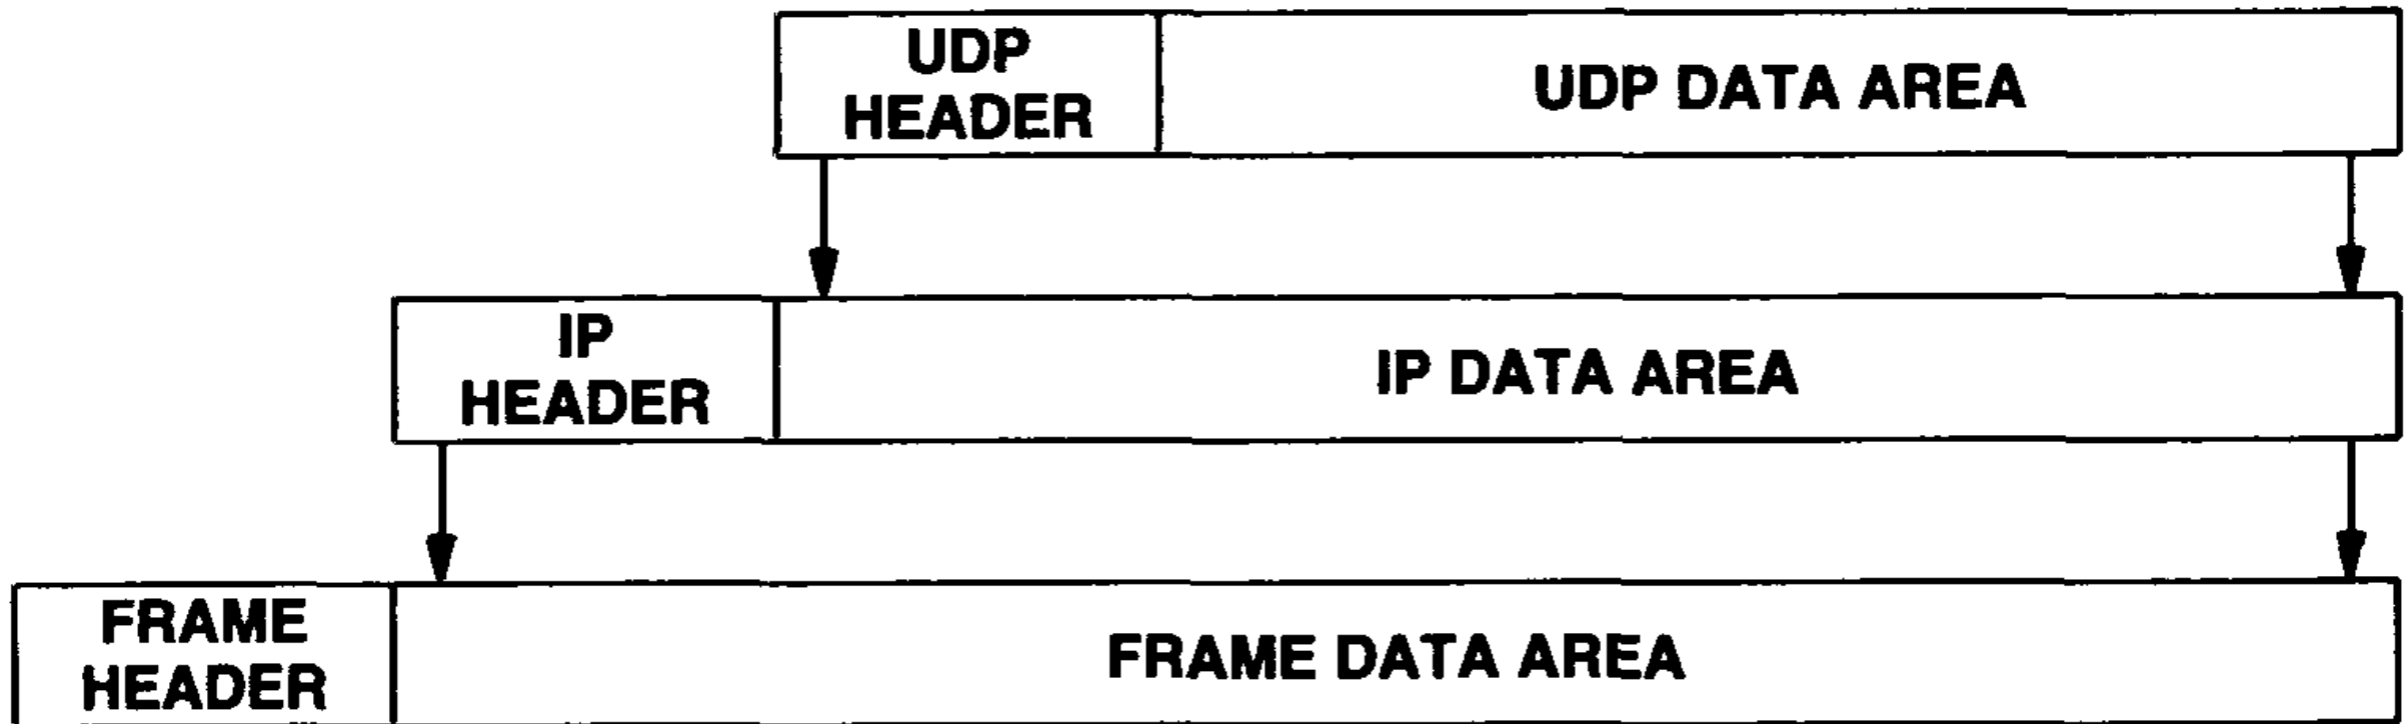 UDP
HEADER
UDP DATA AREA
IP
HEADER
IP DATA AREA
FRAME
HEADER
FRAME DATA AREA